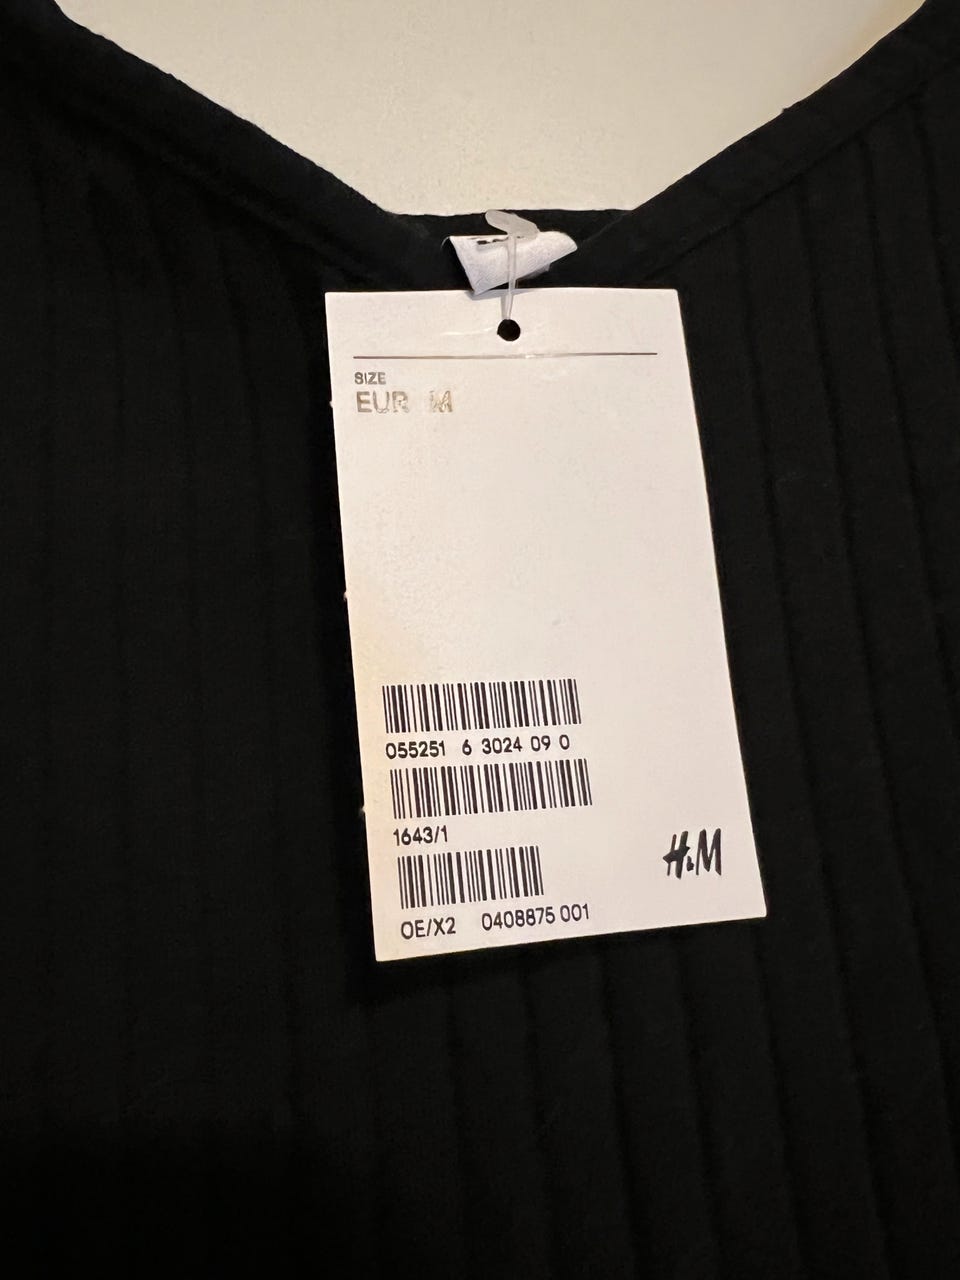 SIZE
EUR M
055251 6 3024 09 0
1643/1
H&M
OE/X2 0408875 001